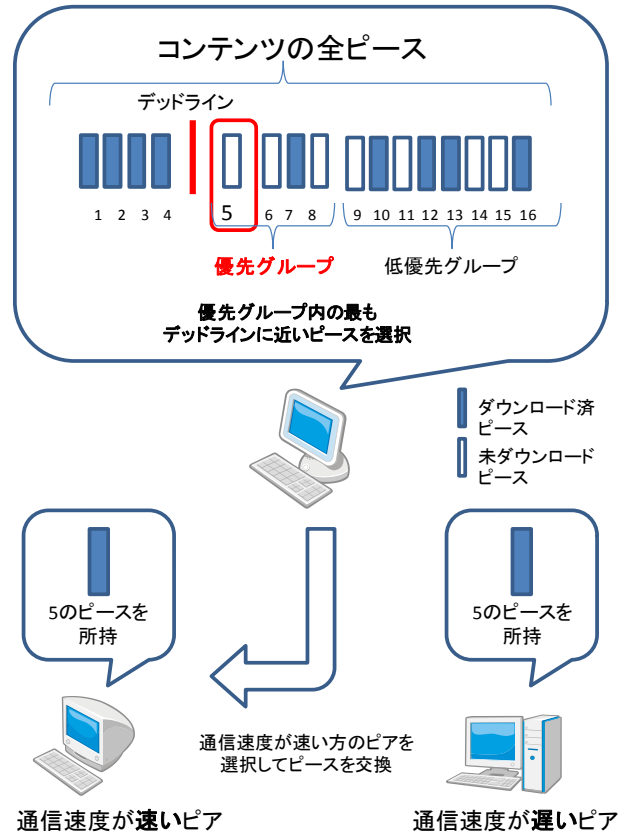 コンテンツの全ピース
デッドライン
1 2 3 4 5 6 7 8 9 10 11 12 13 14 15 16
優先グループ 低優先グループ
優先グループ内の最も
デッドラインに近いピースを選択
ダウンロード済
ピース
未ダウンロード
ピース
5のピースを
所持
5のピースを
所持
通信速度が速い方のピアを
選択してピースを交換
通信速度が速いピア
通信速度が遅いピア